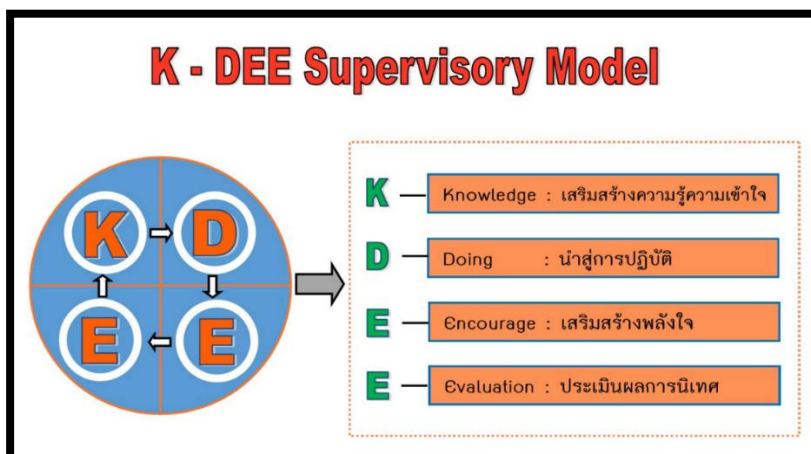 K - DEE Supervisory Model
K D
E E
K Knowledge : เสริมสร้างความรู้ความเข้าใจ
D Doing : นำสู่การปฏิบัติ
E Encourage : เสริมสร้างพลังใจ
E Evaluation : ประเมินผลการนิเทศ